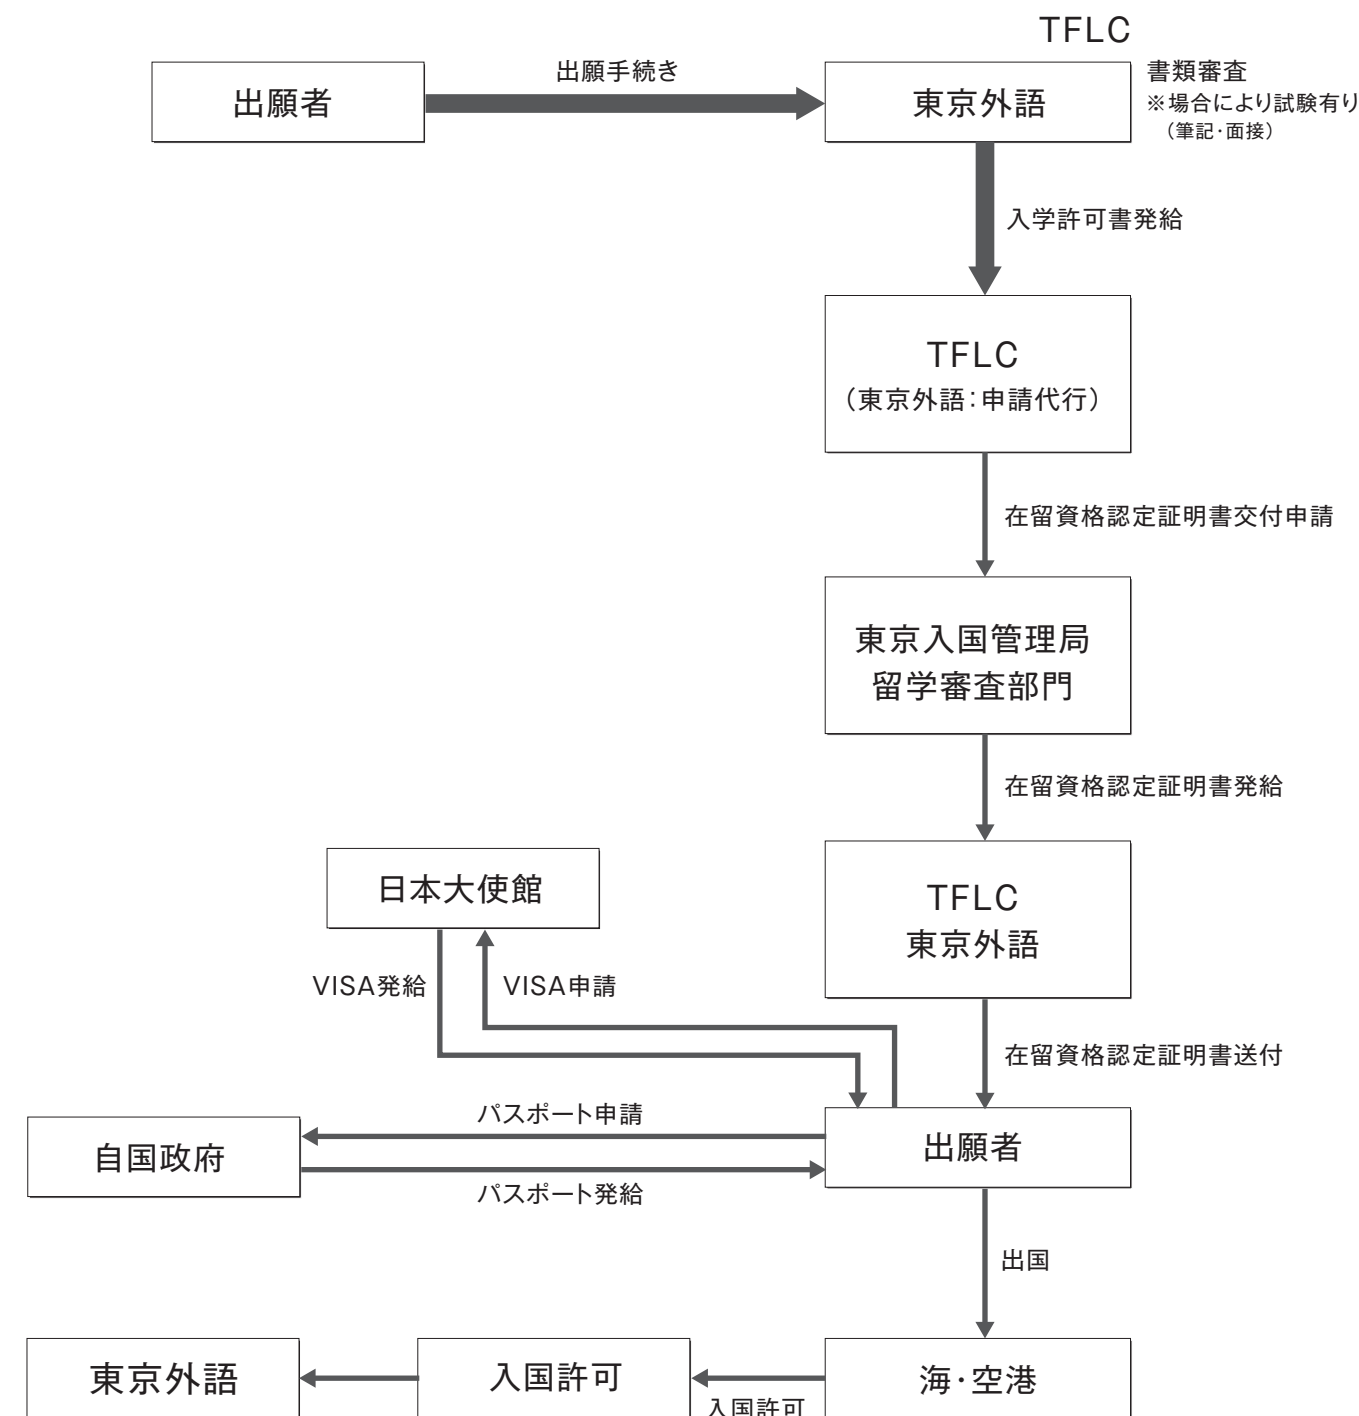 TFLC
出願者
出願手続き
東京外語
書類審査
※場合により試験有り
（筆記・面接）
入学許可書発給
TFLC
（東京外語：申請代行）
在留資格認定証明書交付申請
東京入国管理局
留学審査部門
在留資格認定証明書発給
日本大使館
TFLC
東京外語
VISA発給
VISA申請
在留資格認定証明書送付
パスポート申請
自国政府
出願者
パスポート発給
出国
東京外語
入国許可
海・空港
入国許可